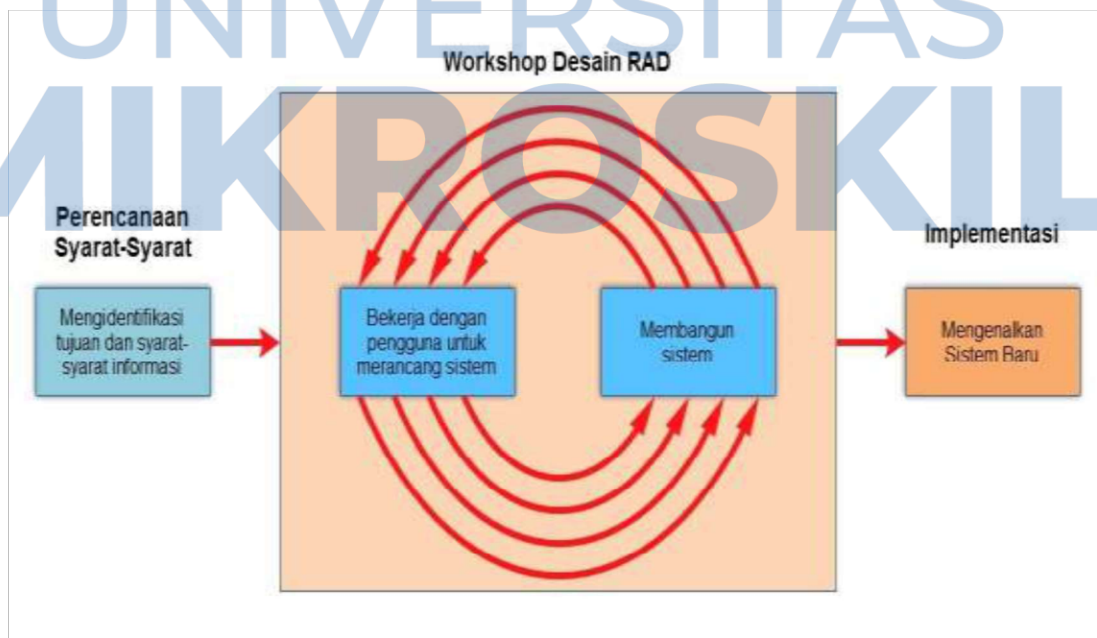 UNIVERSITAS
MIKROSKIL
Workshop Desain RAD
Perencanaan
Syarat-Syarat
Mengidentifikasi
tujuan dan syarat-
syarat informasi
Bekerja dengan
pengguna untuk
merancang sistem
Membangun
sistem
Implementasi
Mengenalkan
Sistem Baru